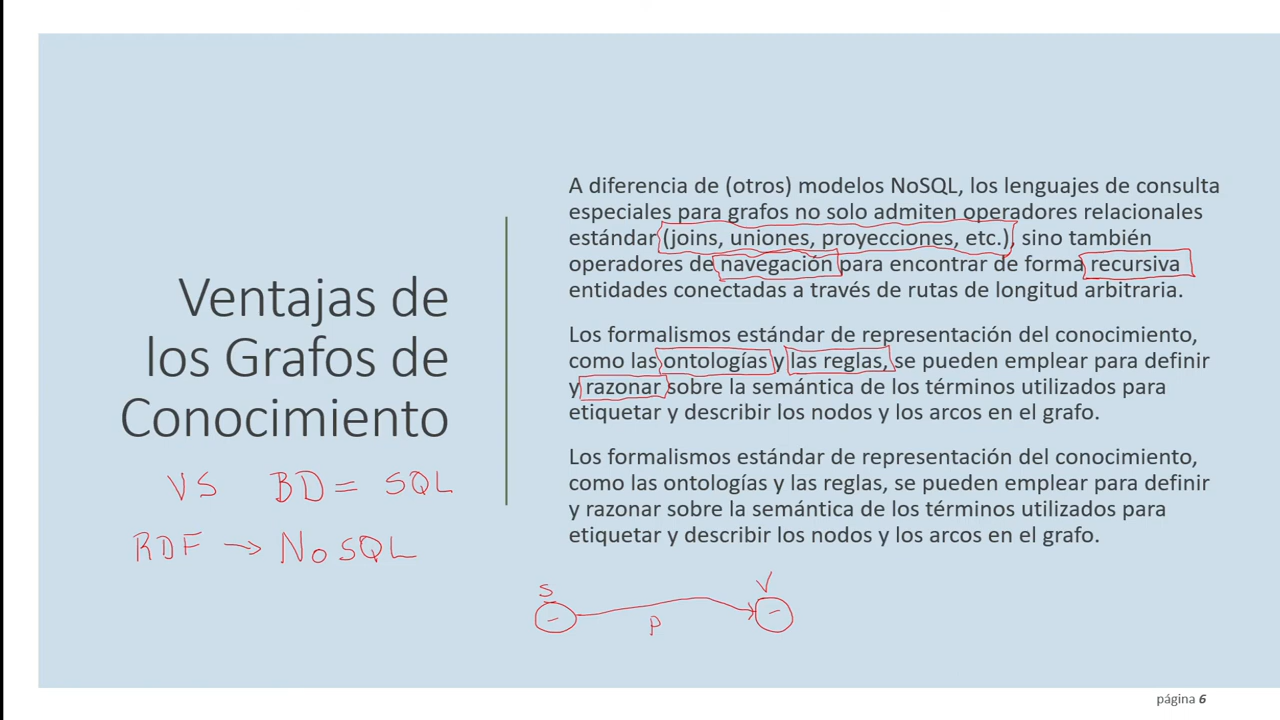 Ventajas de
los Grafos de
Conocimiento
VS BD = SQL
RDF → NoSQL
A diferencia de (otros) modelos NoSQL, los lenguajes de consulta
especiales para grafos no solo admiten operadores relacionales
estándar (joins, uniones, proyecciones, etc.), sino también
operadores de navegación para encontrar de forma recursiva
entidades conectadas a través de rutas de longitud arbitraria.
Los formalismos estándar de representación del conocimiento,
como las ontologías y las reglas, se pueden emplear para definir
y razonar sobre la semántica de los términos utilizados para
etiquetar y describir los nodos y los arcos en el grafo.
Los formalismos estándar de representación del conocimiento,
como las ontologías y las reglas, se pueden emplear para definir
y razonar sobre la semántica de los términos utilizados para
etiquetar y describir los nodos y los arcos en el grafo.
S V
P
página 6